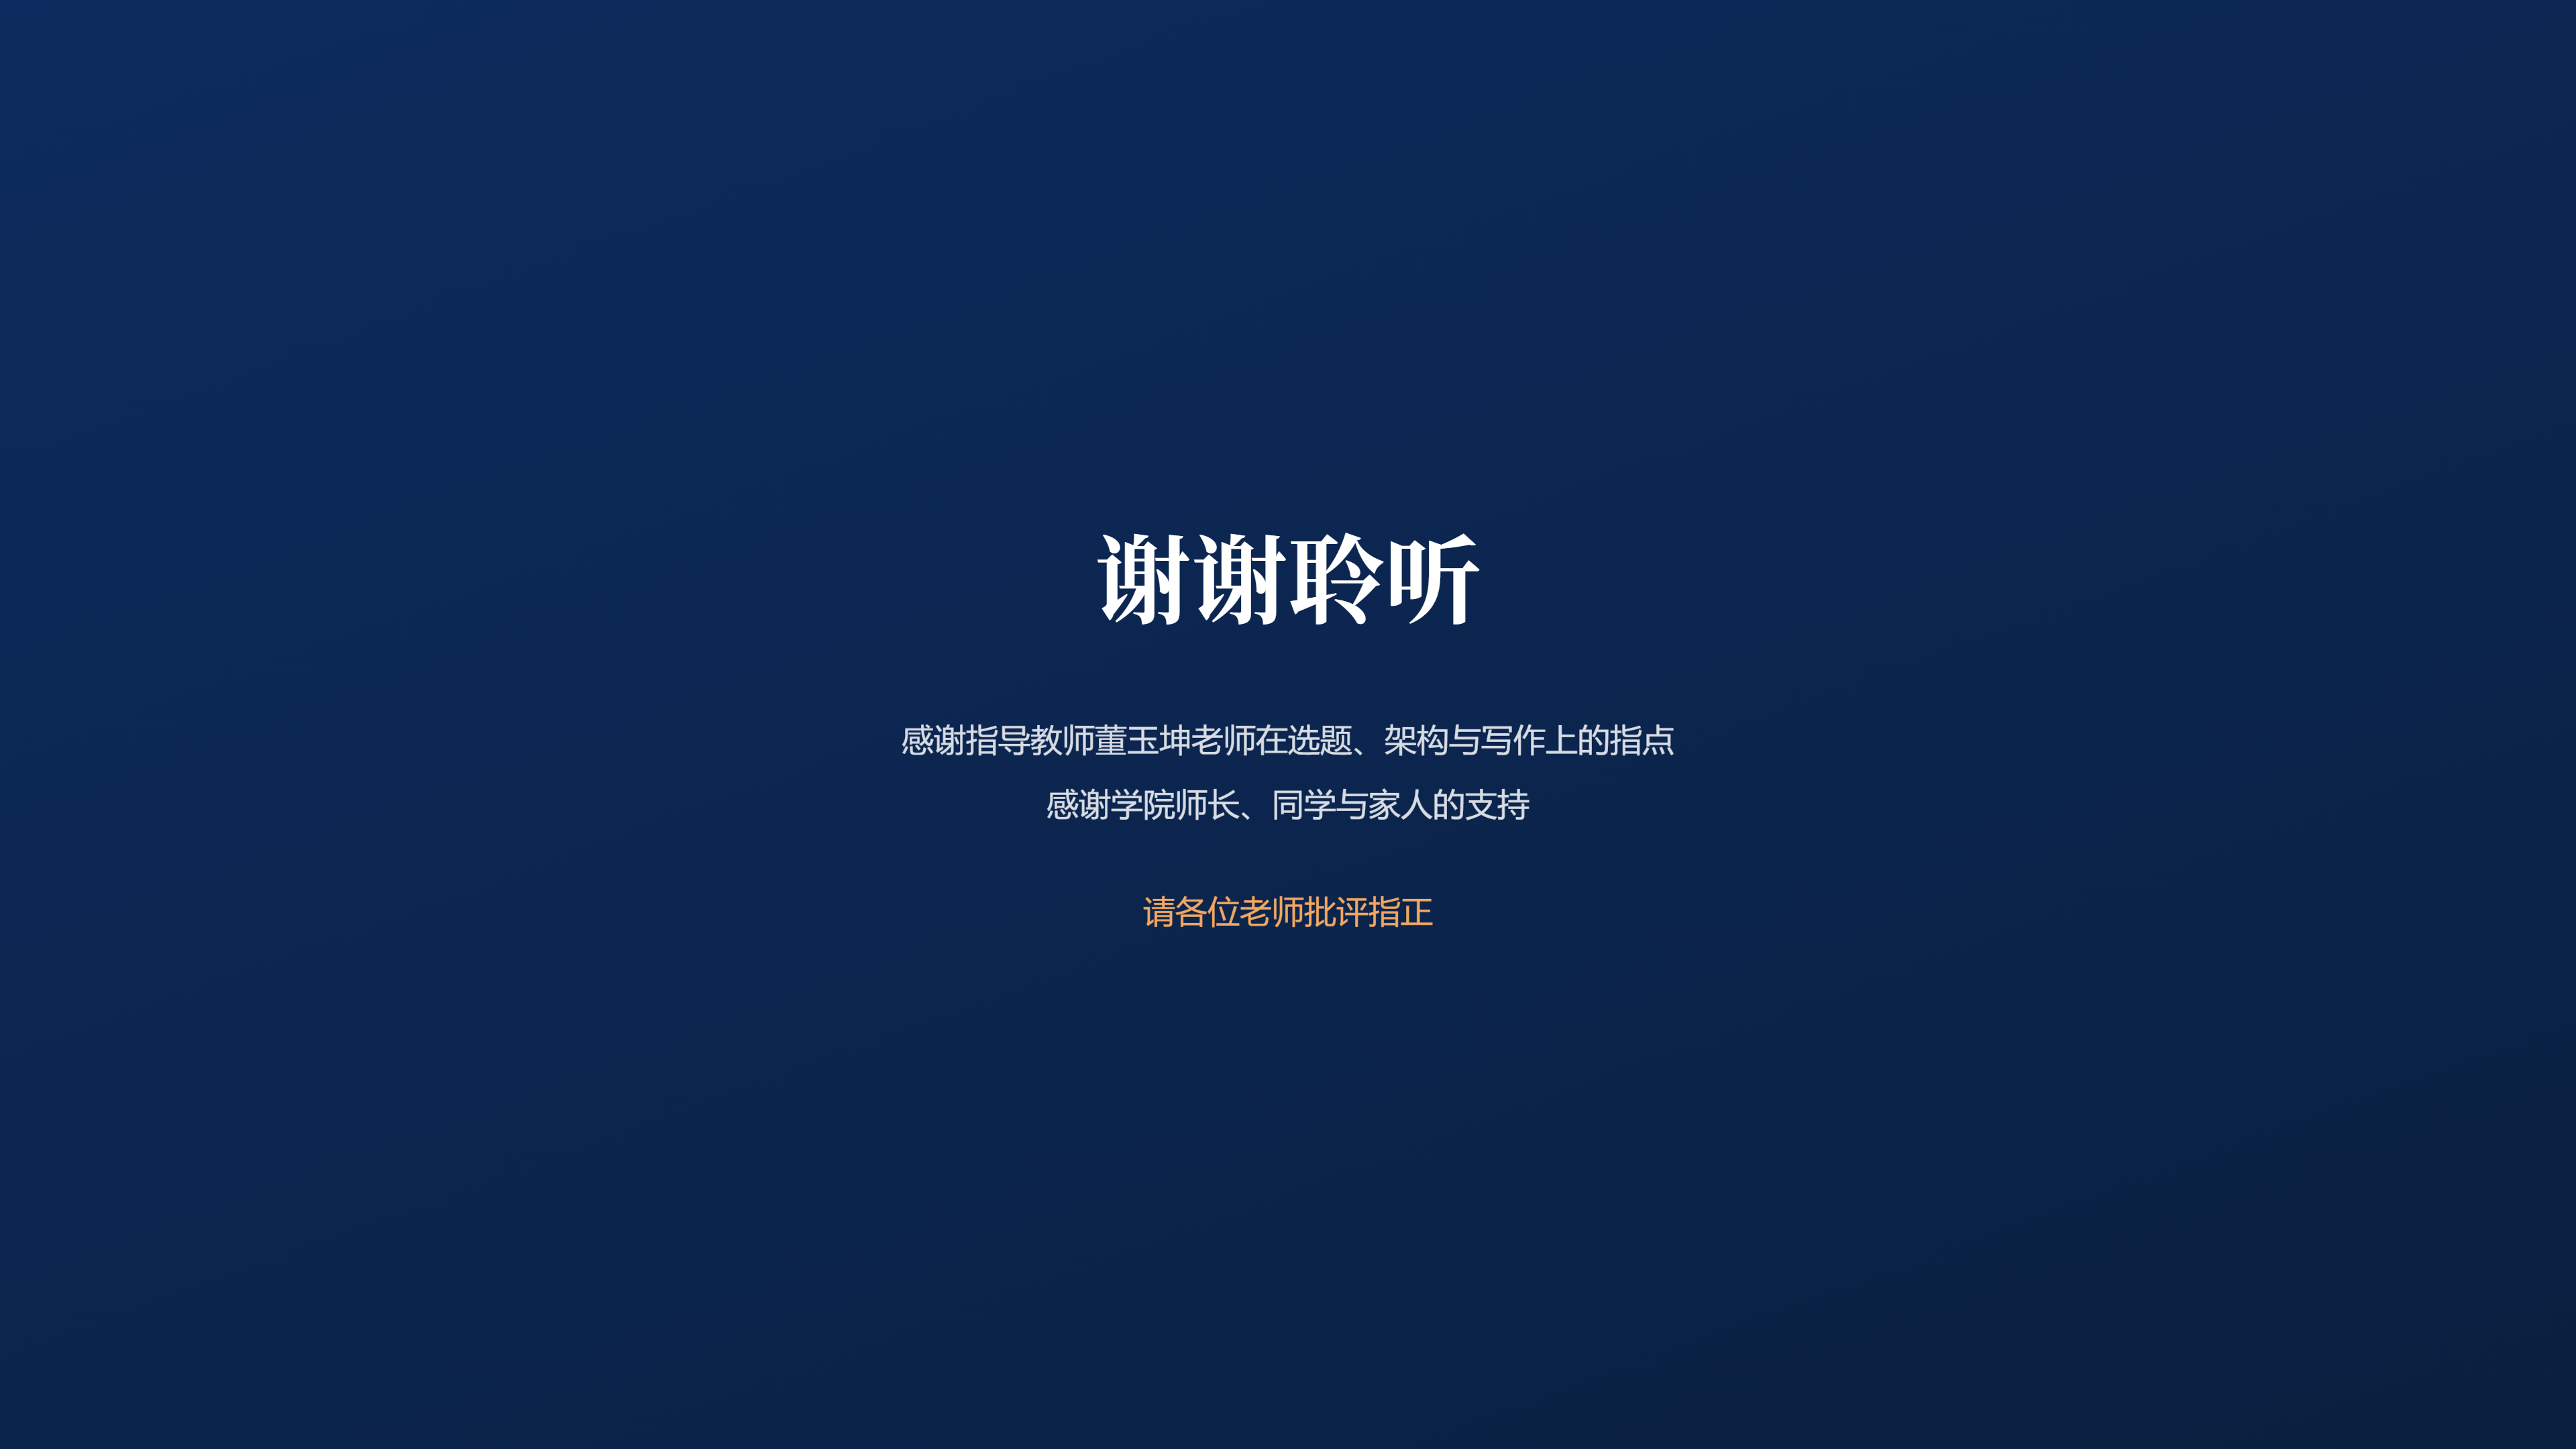 谢谢聆听
感谢指导教师董玉坤老师在选题、架构与写作上的指点
感谢学院师长、同学与家人的支持
请各位老师批评指正